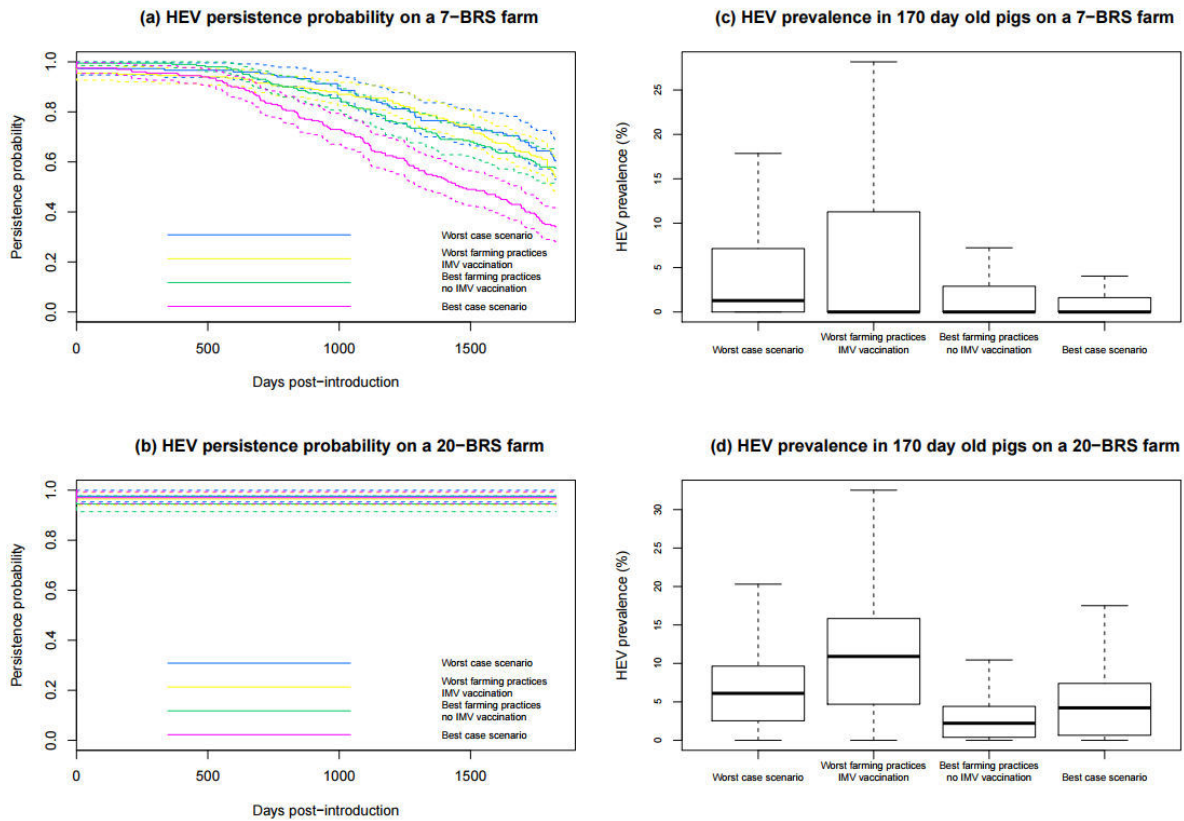 (a) HEV persistence probability on a 7−BRS farm
Persistence probability
1.0
0.8
0.6
0.4
0.2
0.0
Worst case scenario
Worst farming practices
IMV vaccination
Best farming practices
no IMV vaccination
Best case scenario
0 500 1000 1500
Days post−introduction
(c) HEV prevalence in 170 day old pigs on a 7−BRS farm
HEV prevalence (%)
25
20
15
10
5
0
Worst case scenario
Worst farming practices
IMV vaccination
Best farming practices
no IMV vaccination
Best case scenario
(b) HEV persistence probability on a 20−BRS farm
Persistence probability
1.0
0.8
0.6
0.4
0.2
0.0
Worst case scenario
Worst farming practices
IMV vaccination
Best farming practices
no IMV vaccination
Best case scenario
0 500 1000 1500
Days post−introduction
(d) HEV prevalence in 170 day old pigs on a 20−BRS farm
HEV prevalence (%)
30
25
20
15
10
5
0
Worst case scenario
Worst farming practices
IMV vaccination
Best farming practices
no IMV vaccination
Best case scenario